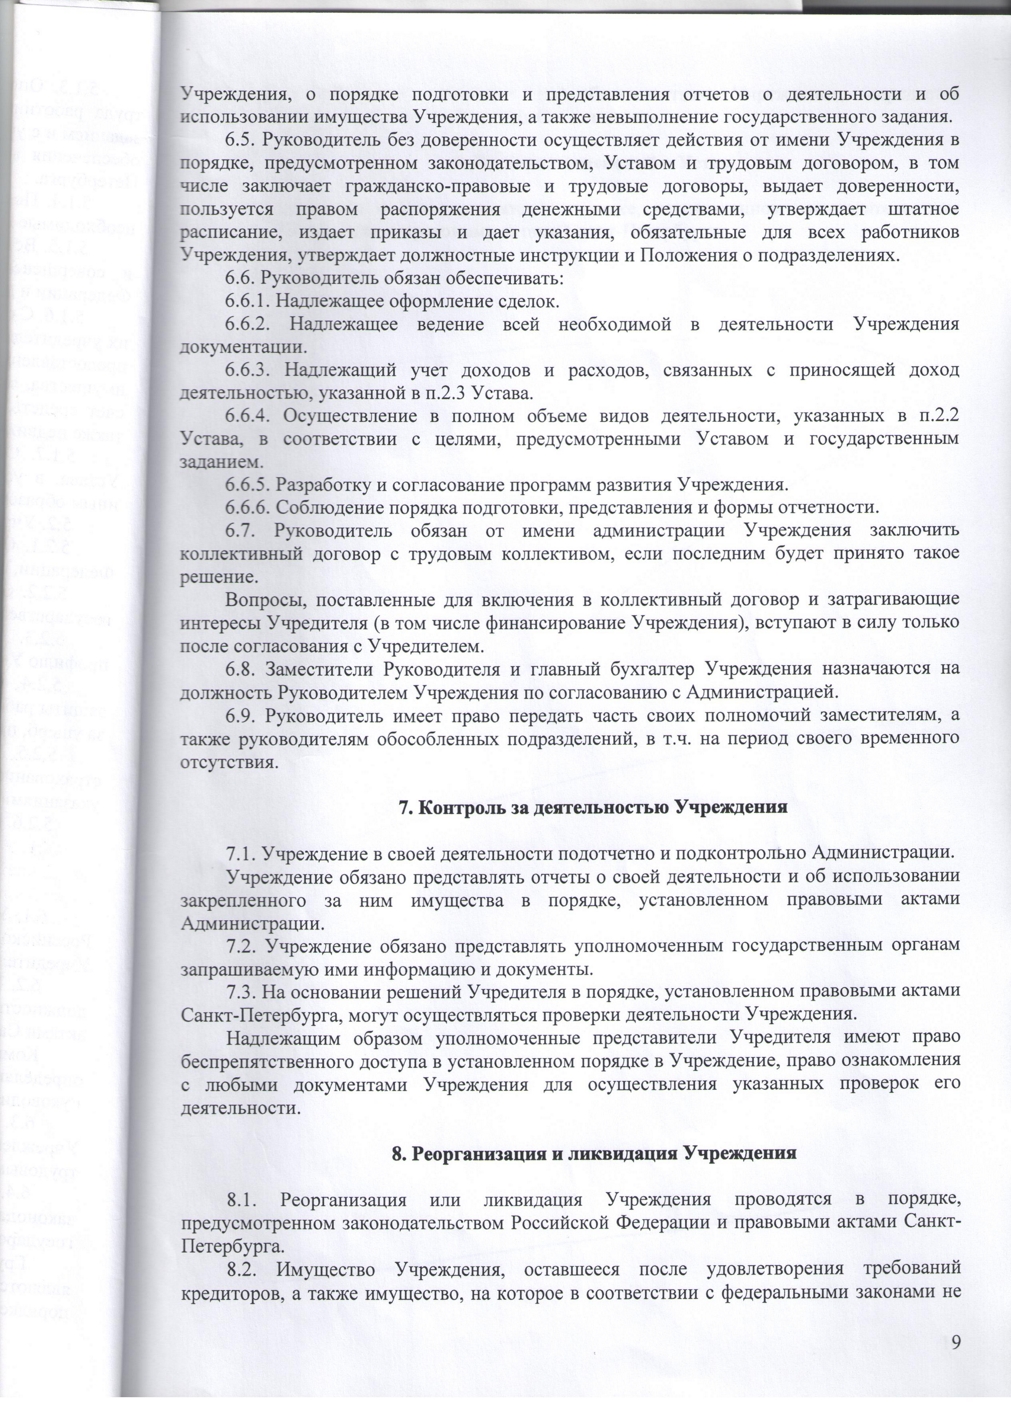 Учреждения, о порядке подготовки и представления отчетов о деятельности и об
использовании имущества Учреждения, а также невыполнение государственного задания.
6.5. Руководитель без доверенности осуществляет действия от имени Учреждения в
порядке, предусмотренном законодательством, Уставом и трудовым договором, в том
числе заключает гражданско-правовые и трудовые договоры, выдает доверенности,
пользуется правом распоряжения денежными средствами, утверждает штатное
расписание, издает приказы и дает указания, обязательные для всех работников
Учреждения, утверждает должностные инструкции и Положения о подразделениях.
6.6. Руководитель обязан обеспечивать:
6.6.1. Надлежащее оформление сделок.
6.6.2. Надлежащее ведение всей необходимой в деятельности Учреждения
документации.
6.6.3. Надлежащий учет доходов и расходов, связанных с приносящей доход
деятельностью, указанной в п.2.3 Устава.
6.6.4. Осуществление в полном объеме видов деятельности, указанных в п.2.2
Устава, в соответствии с целями, предусмотренными Уставом и государственным
заданием.
6.6.5. Разработку и согласование программ развития Учреждения.
6.6.6. Соблюдение порядка подготовки, представления и формы отчетности.
6.7. Руководитель обязан от имени администрации Учреждения заключить
коллективный договор с трудовым коллективом, если последним будет принято такое
решение.
Вопросы, поставленные для включения в коллективный договор и затрагивающие
интересы Учредителя (в том числе финансирование Учреждения), вступают в силу только
после согласования с Учредителем.
6.8. Заместители Руководителя и главный бухгалтер Учреждения назначаются на
должность Руководителем Учреждения по согласованию с Администрацией.
6.9. Руководитель имеет право передать часть своих полномочий заместителям, а
также руководителям обособленных подразделений, в т.ч. на период своего временного
отсутствия.
7. Контроль за деятельностью Учреждения
7.1. Учреждение в своей деятельности подотчетно и подконтрольно Администрации.
Учреждение обязано представлять отчеты о своей деятельности и об использовании
закрепленного за ним имущества в порядке, установленном правовыми актами
Администрации.
7.2. Учреждение обязано представлять уполномоченным государственным органам
запрашиваемую ими информацию и документы.
7.3. На основании решений Учредителя в порядке, установленном правовыми актами
Санкт-Петербурга, могут осуществляться проверки деятельности Учреждения.
Надлежащим образом уполномоченные представители Учредителя имеют право
беспрепятственного доступа в установленном порядке в Учреждение, право ознакомления
с любыми документами Учреждения для осуществления указанных проверок его
деятельности.
8. Реорганизация и ликвидация Учреждения
8.1. Реорганизация или ликвидация Учреждения проводятся в порядке,
предусмотренном законодательством Российской Федерации и правовыми актами Санкт-
Петербурга.
8.2. Имущество Учреждения, оставшееся после удовлетворения требований
кредиторов, а также имущество, на которое в соответствии с федеральными законами не
9